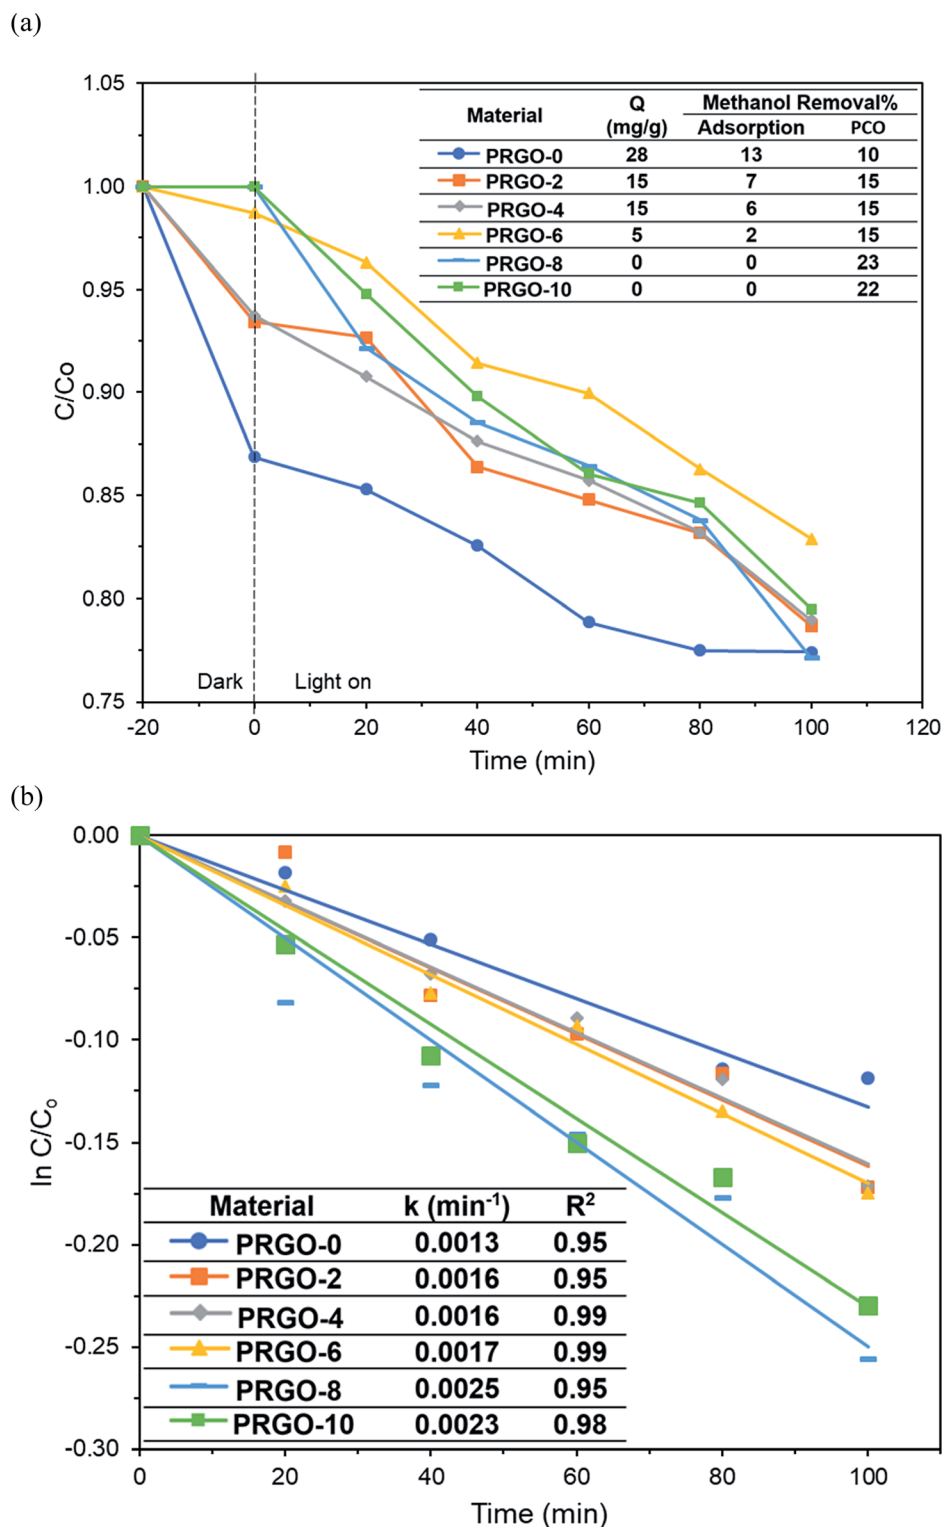 (a)
1.05
1.00
0.95
0.90
0.85
0.80
0.75
C/Co
Material Q (mg/g) Methanol Removal%
Adsorption PCO
PRGO-0 28 13 10
PRGO-2 15 7 15
PRGO-4 15 6 15
PRGO-6 5 2 15
PRGO-8 0 0 23
PRGO-10 0 0 22
Dark Light on
-20 0 20 40 60 80 100 120
Time (min)
(b)
0.00
-0.05
-0.10
-0.15
-0.20
-0.25
-0.30
ln C/Co
Material k (min-1) R2
PRGO-0 0.0013 0.95
PRGO-2 0.0016 0.95
PRGO-4 0.0016 0.99
PRGO-6 0.0017 0.99
PRGO-8 0.0025 0.95
PRGO-10 0.0023 0.98
0 20 40 60 80 100
Time (min)